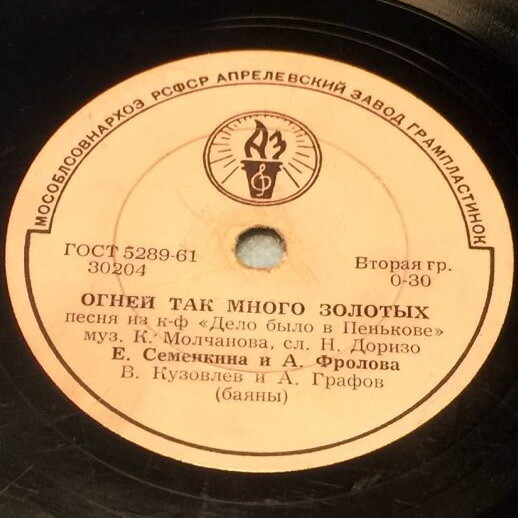 МОСОБЛСОВНАРХОЗ РСФСР АПРЕЛЕВСКИЙ ЗАВОД ГРАМПЛАСТИНОК
АЗ
ГОСТ 5289-61
30204
Вторая гр.
0-30
ОГНЕЙ ТАК МНОГО ЗОЛОТЫХ
песня из к-ф «Дело было в Пенькове»
муз. К. Молчанова, сл. Н. Доризо
Е. Семенкина и А. Фролова
В. Кузовлев и А. Графов
(баяны)